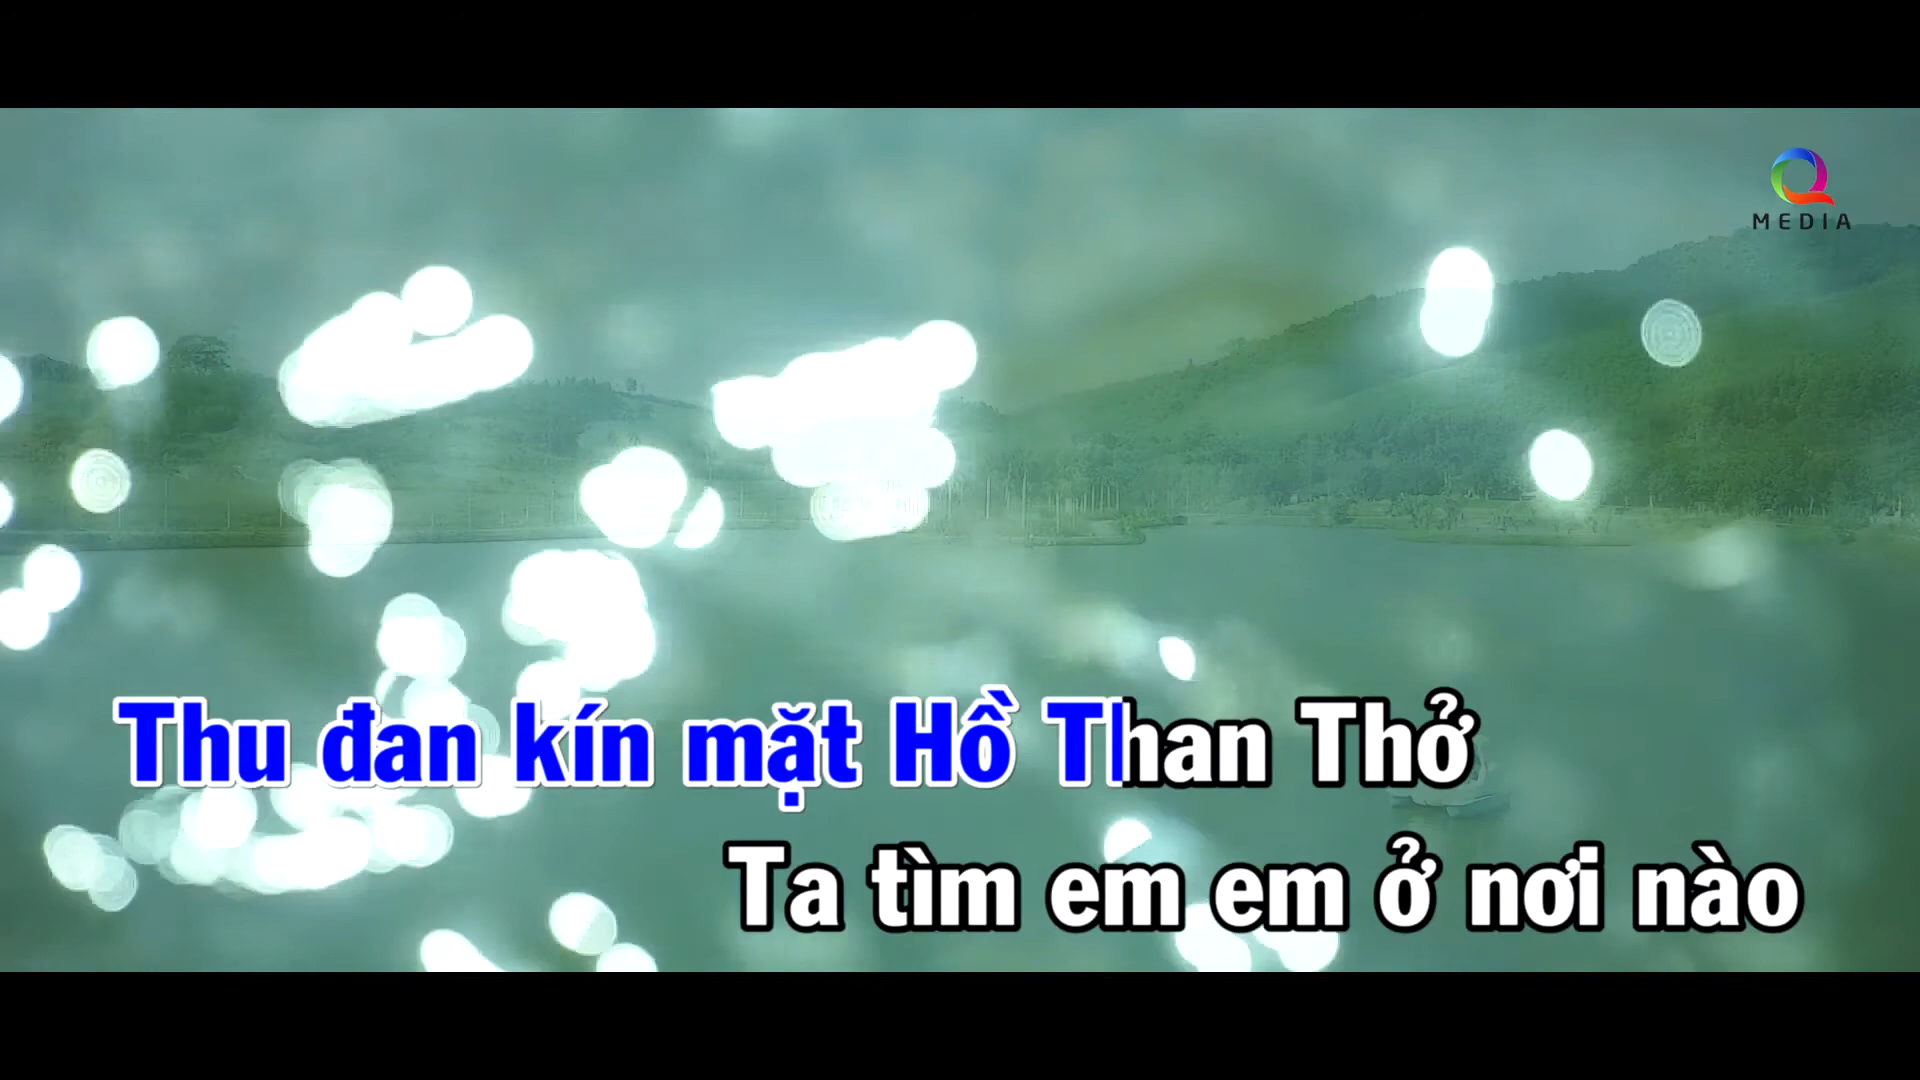 MEDIA
Thu đan kín mặt Hồ Than Thở
Ta tìm em em ở nơi nào